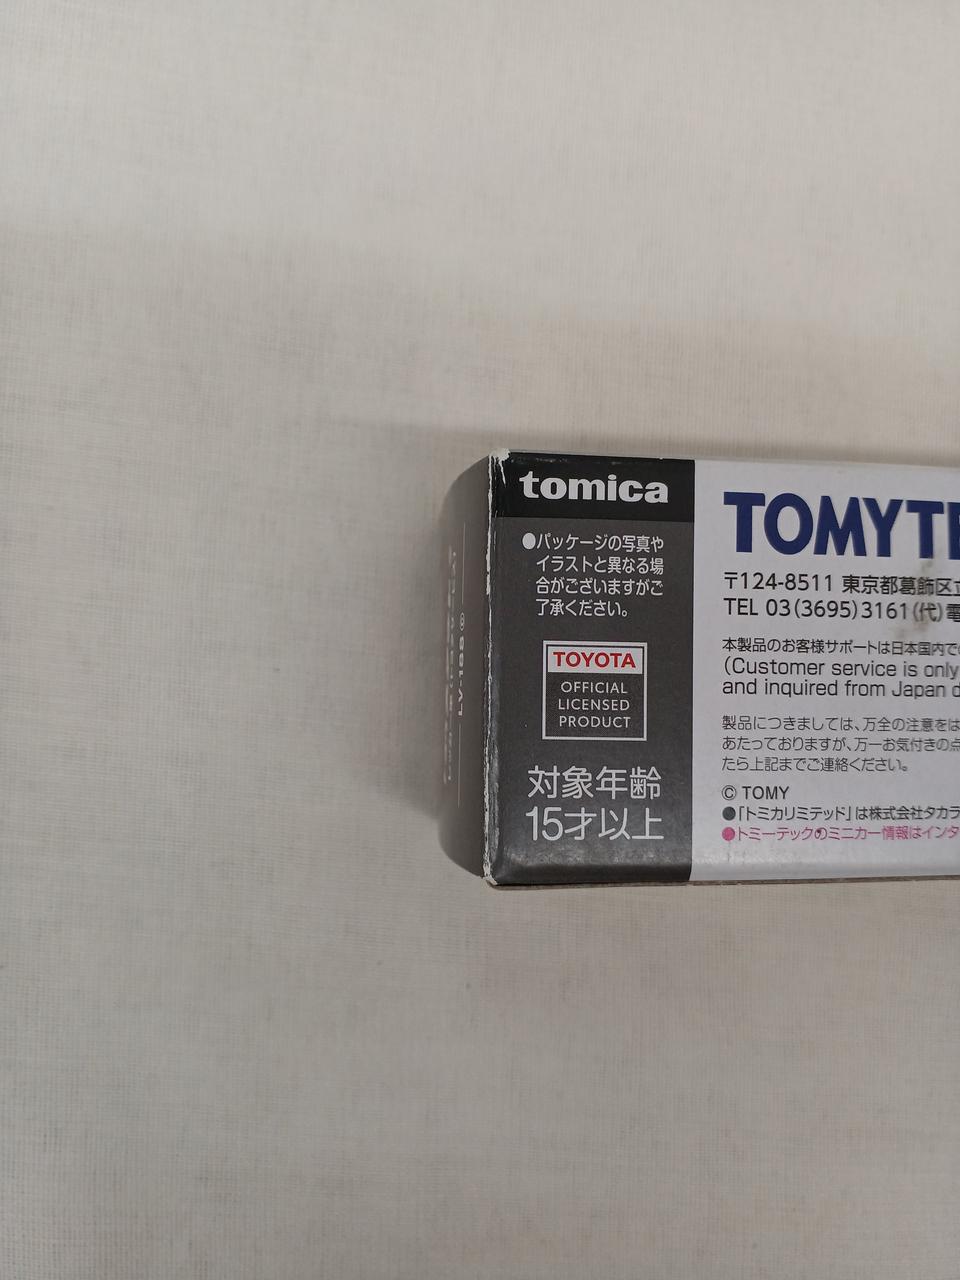 tomica
●パッケージの写真や
イラストと異なる場
合がございますがご
了承ください。
TOYOTA
OFFICIAL
LICENSED
PRODUCT
対象年齢
15才以上
TOMYTE
〒124-8511 東京都葛飾区立
TEL 03(3695)3161(代)電
本製品のお客様サポートは日本国内で
(Customer service is only
and inquired from Japan d
製品につきましては、万全の注意をは
あたっておりますが、万一お気付きの点
たら上記までご連絡ください。
© TOMY
●「トミカリミテッド」は株式会社タカラ
●トミーテックのミニカー情報はインタ
LV-188